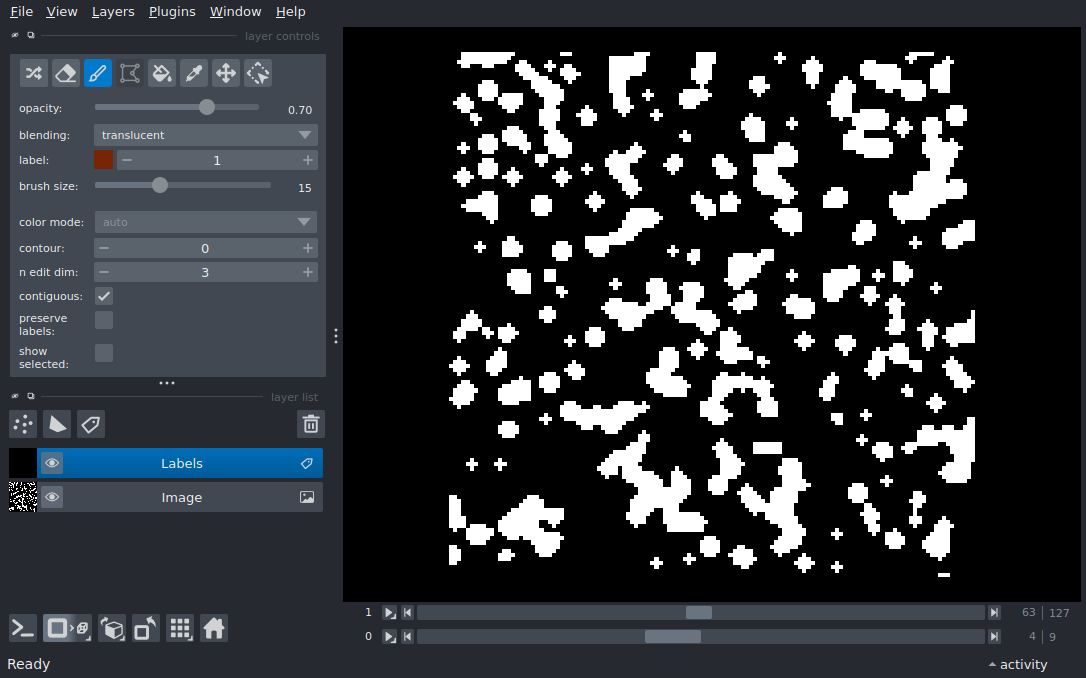 File View Layers Plugins Window Help
layer controls
opacity: 0.70
blending: translucent
label: 1
brush size: 15
color mode: auto
contour: 0
n edit dim: 3
contiguous:
preserve
labels:
show
selected:
layer list
Labels
Image
1 63 127
0 4 9
Ready
activity